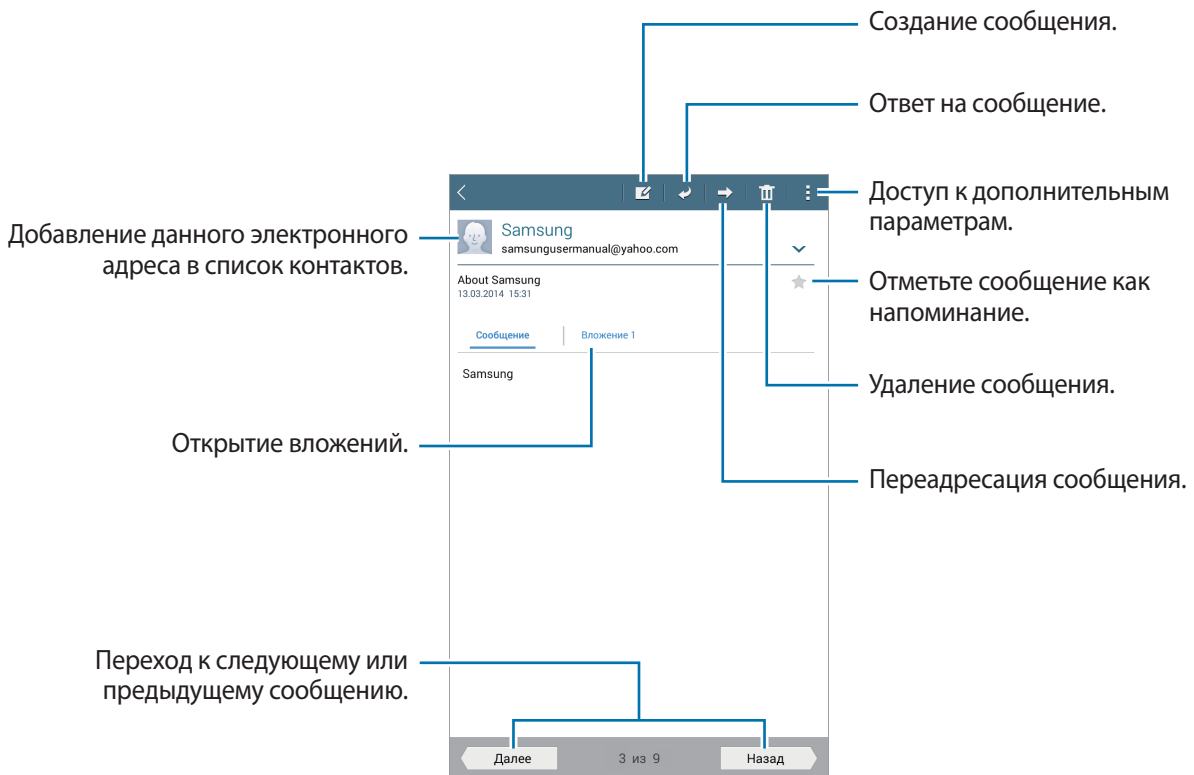 Создание сообщения.
Ответ на сообщение.
Доступ к дополнительным
параметрам.
Добавление данного электронного
адреса в список контактов.
Samsung
samsungusermanual@yahoo.com
About Samsung
13.03.2014 15:31
Отметьте сообщение как
напоминание.
Сообщение
Вложение 1
Samsung
Удаление сообщения.
Открытие вложений.
Переадресация сообщения.
Переход к следующему или
предыдущему сообщению.
Далее
3 из 9
Назад